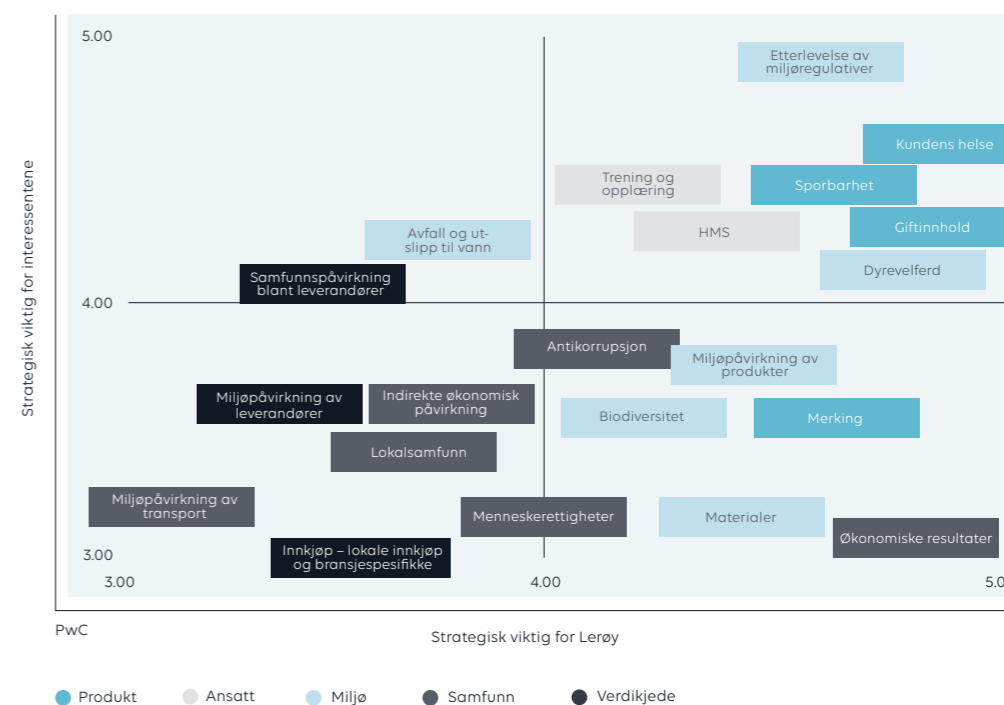 5.00
Etterlevelse av
miljøregulativer
Kundens helse
Trening og
opplæring
Sporbarhet
Avfall og ut-
slipp til vann
HMS
Giftinnhold
Samfunnspåvirkning
blant leverandører
Dyrevelferd
4.00
Strategisk viktig for interessentene
Antikorrupsjon
Miljøpåvirkning av
produkter
Miljøpåvirkning av
leverandører
Indirekte økonomisk
påvirkning
Biodiversitet
Merking
Lokalsamfunn
Miljøpåvirkning av
transport
Menneskerettigheter
Materialer
Økonomiske resultater
Innkjøp – lokale innkjøp
og bransjespesifikke
3.00
3.00
4.00
5.0
PwC
Strategisk viktig for Lerøy
Produkt
Ansatt
Miljø
Samfunn
Verdikjede